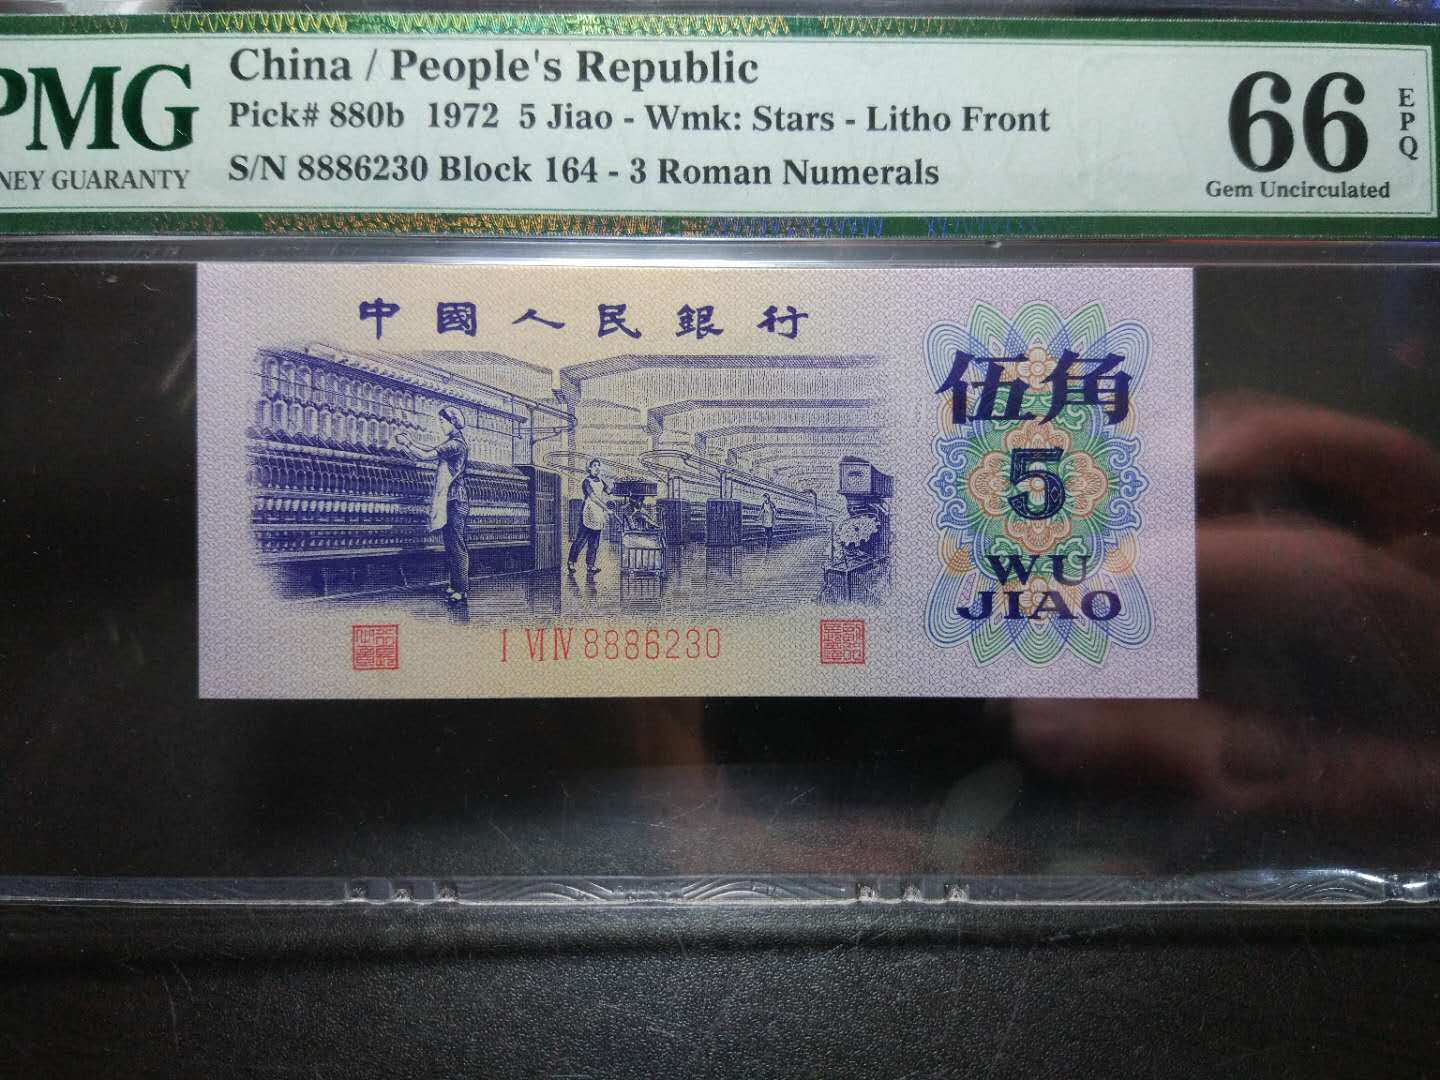 PMG
NEY GUARANTY
China / People's Republic
Pick# 880b 1972 5 Jiao - Wmk: Stars - Litho Front
S/N 8886230 Block 164 - 3 Roman Numerals
66
EPQ
Gem Uncirculated
中國人民銀行
伍角
5
WU
JIAO
I VI IV 8886230